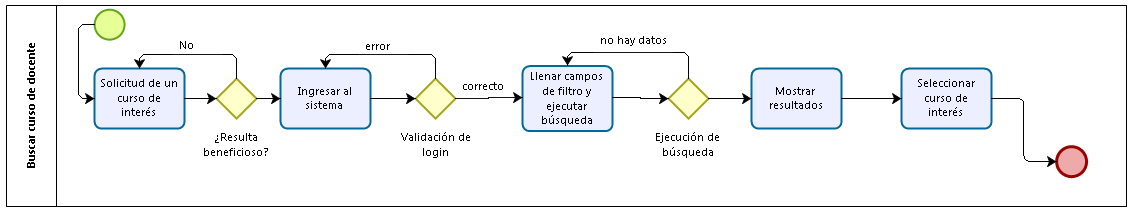 Buscar curso de docente
Solicitud de un
curso de
interés
No
¿Resulta
beneficioso?
Ingresar al
sistema
error
Validación de
login
correcto
Llenar campos
de filtro y
ejecutar
búsqueda
no hay datos
Ejecución de
búsqueda
Mostrar
resultados
Seleccionar
curso de
interés